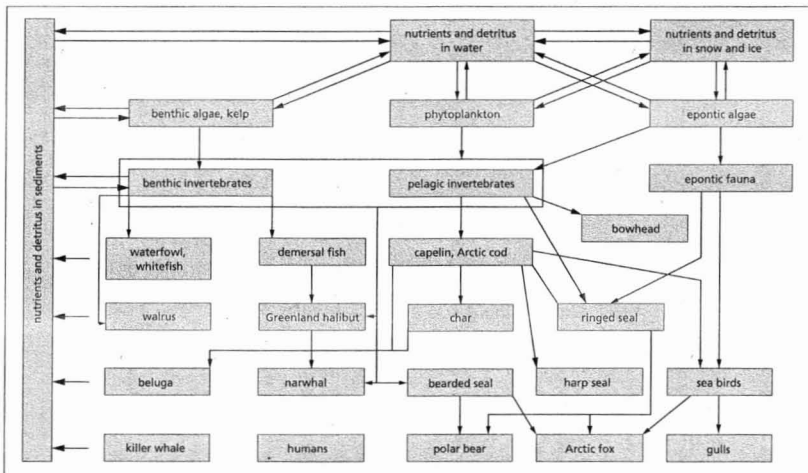 nutrients and detritus in sediments
nutrients and detritus
in water
nutrients and detritus
in snow and ice
benthic algae, kelp
phytoplankton
epontic algae
benthic invertebrates
pelagic invertebrates
epontic fauna
bowhead
waterfowl,
whitefish
demersal fish
capelin, Arctic cod
walrus
Greenland halibut
char
ringed seal
beluga
narwhal
bearded seal
harp seal
sea birds
killer whale
humans
polar bear
Arctic fox
gulls